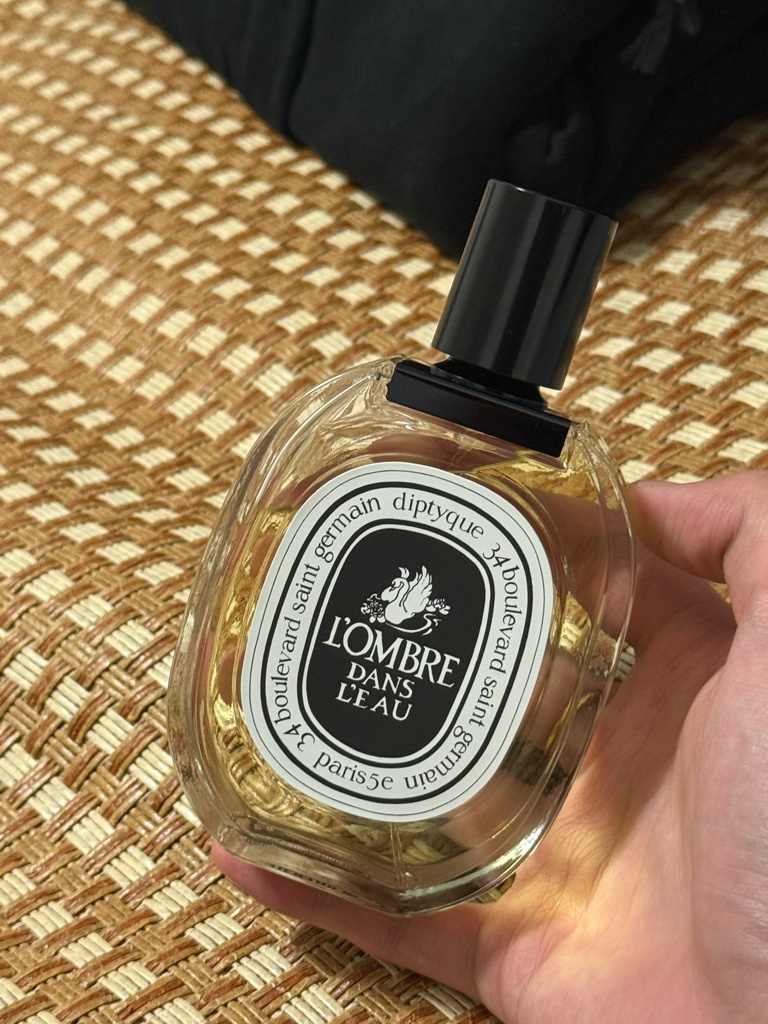 diptyque 34 boulevard saint germain paris 5e 34 boulevard saint germain
L'OMBRE
DANS
L'EAU